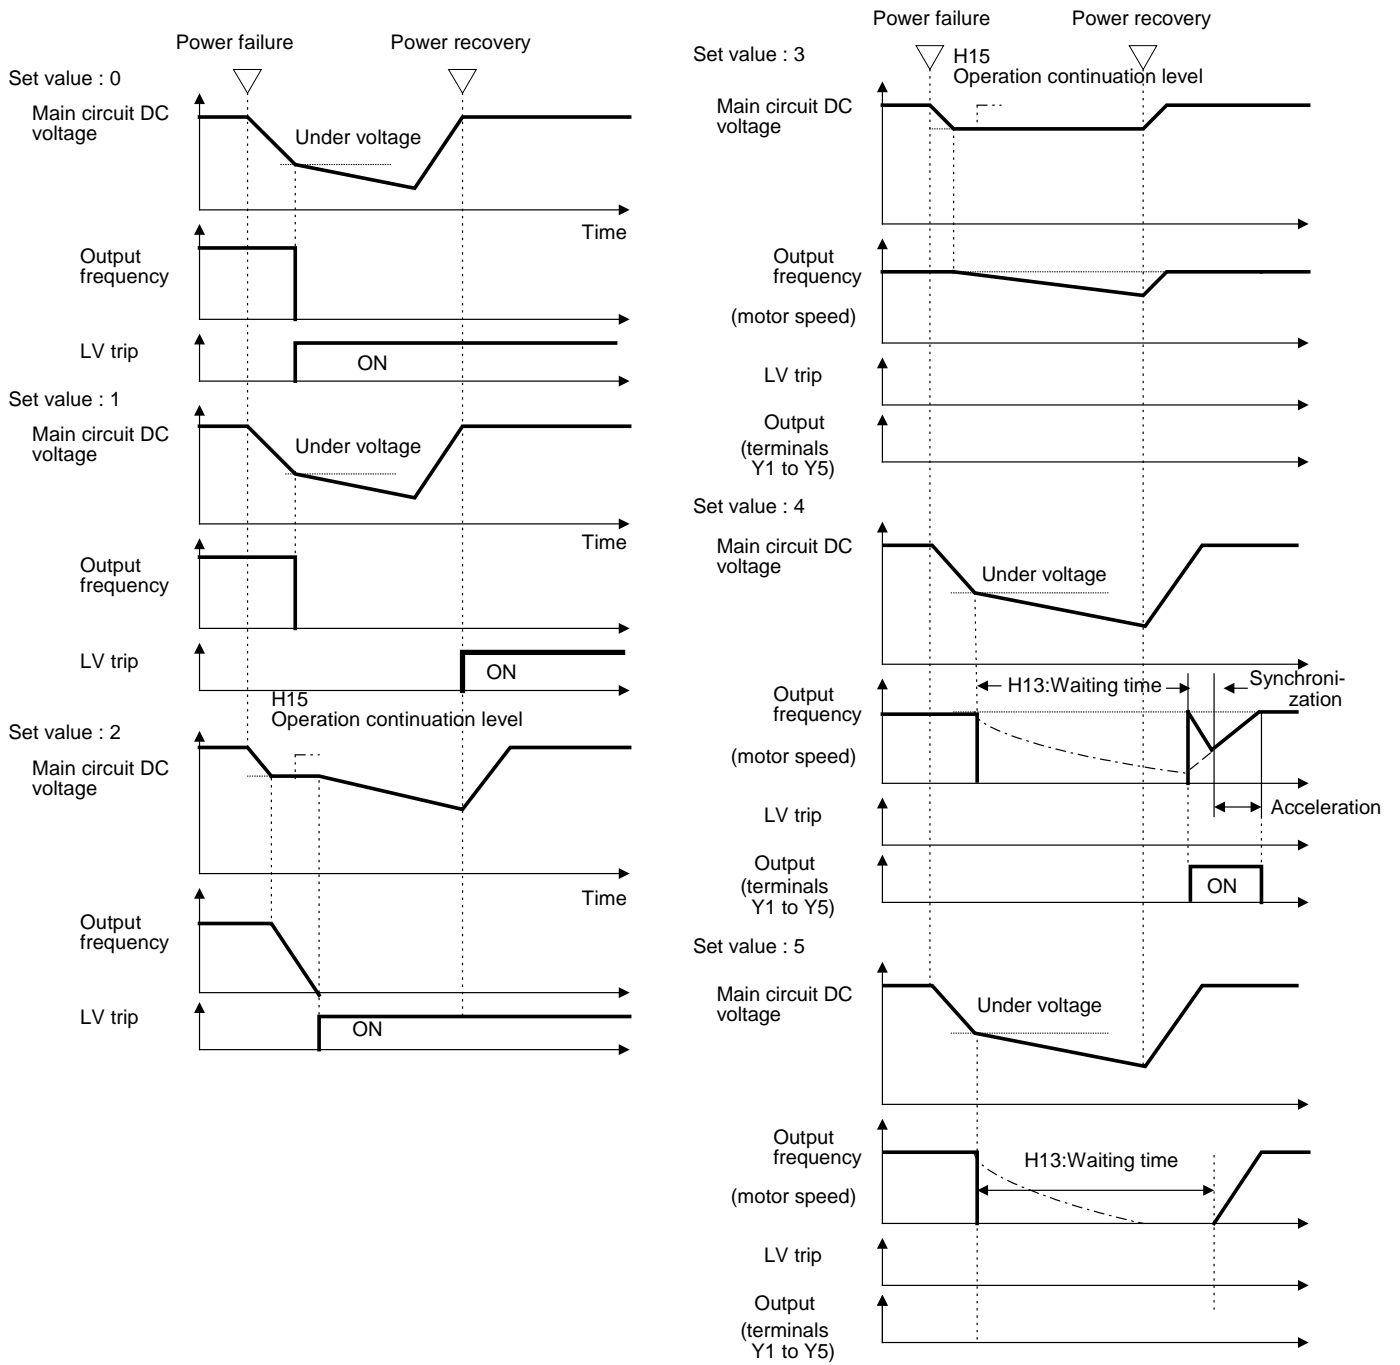 Power failure
Power recovery
Set value : 0
Main circuit DC
voltage
Under voltage
Time
Output
frequency
LV trip
ON
Set value : 1
Main circuit DC
voltage
Under voltage
Time
Output
frequency
LV trip
ON
H15
Operation continuation level
Set value : 2
Main circuit DC
voltage
Time
Output
frequency
LV trip
ON
Power failure
Power recovery
Set value : 3
H15
Operation continuation level
Main circuit DC
voltage
Output
frequency
(motor speed)
LV trip
Output
(terminals
Y1 to Y5)
Set value : 4
Main circuit DC
voltage
Under voltage
Output
frequency
H13:Waiting time
Synchroni-
zation
(motor speed)
Acceleration
LV trip
Output
(terminals
Y1 to Y5)
ON
Set value : 5
Main circuit DC
voltage
Under voltage
Output
frequency
H13:Waiting time
(motor speed)
LV trip
Output
(terminals
Y1 to Y5)